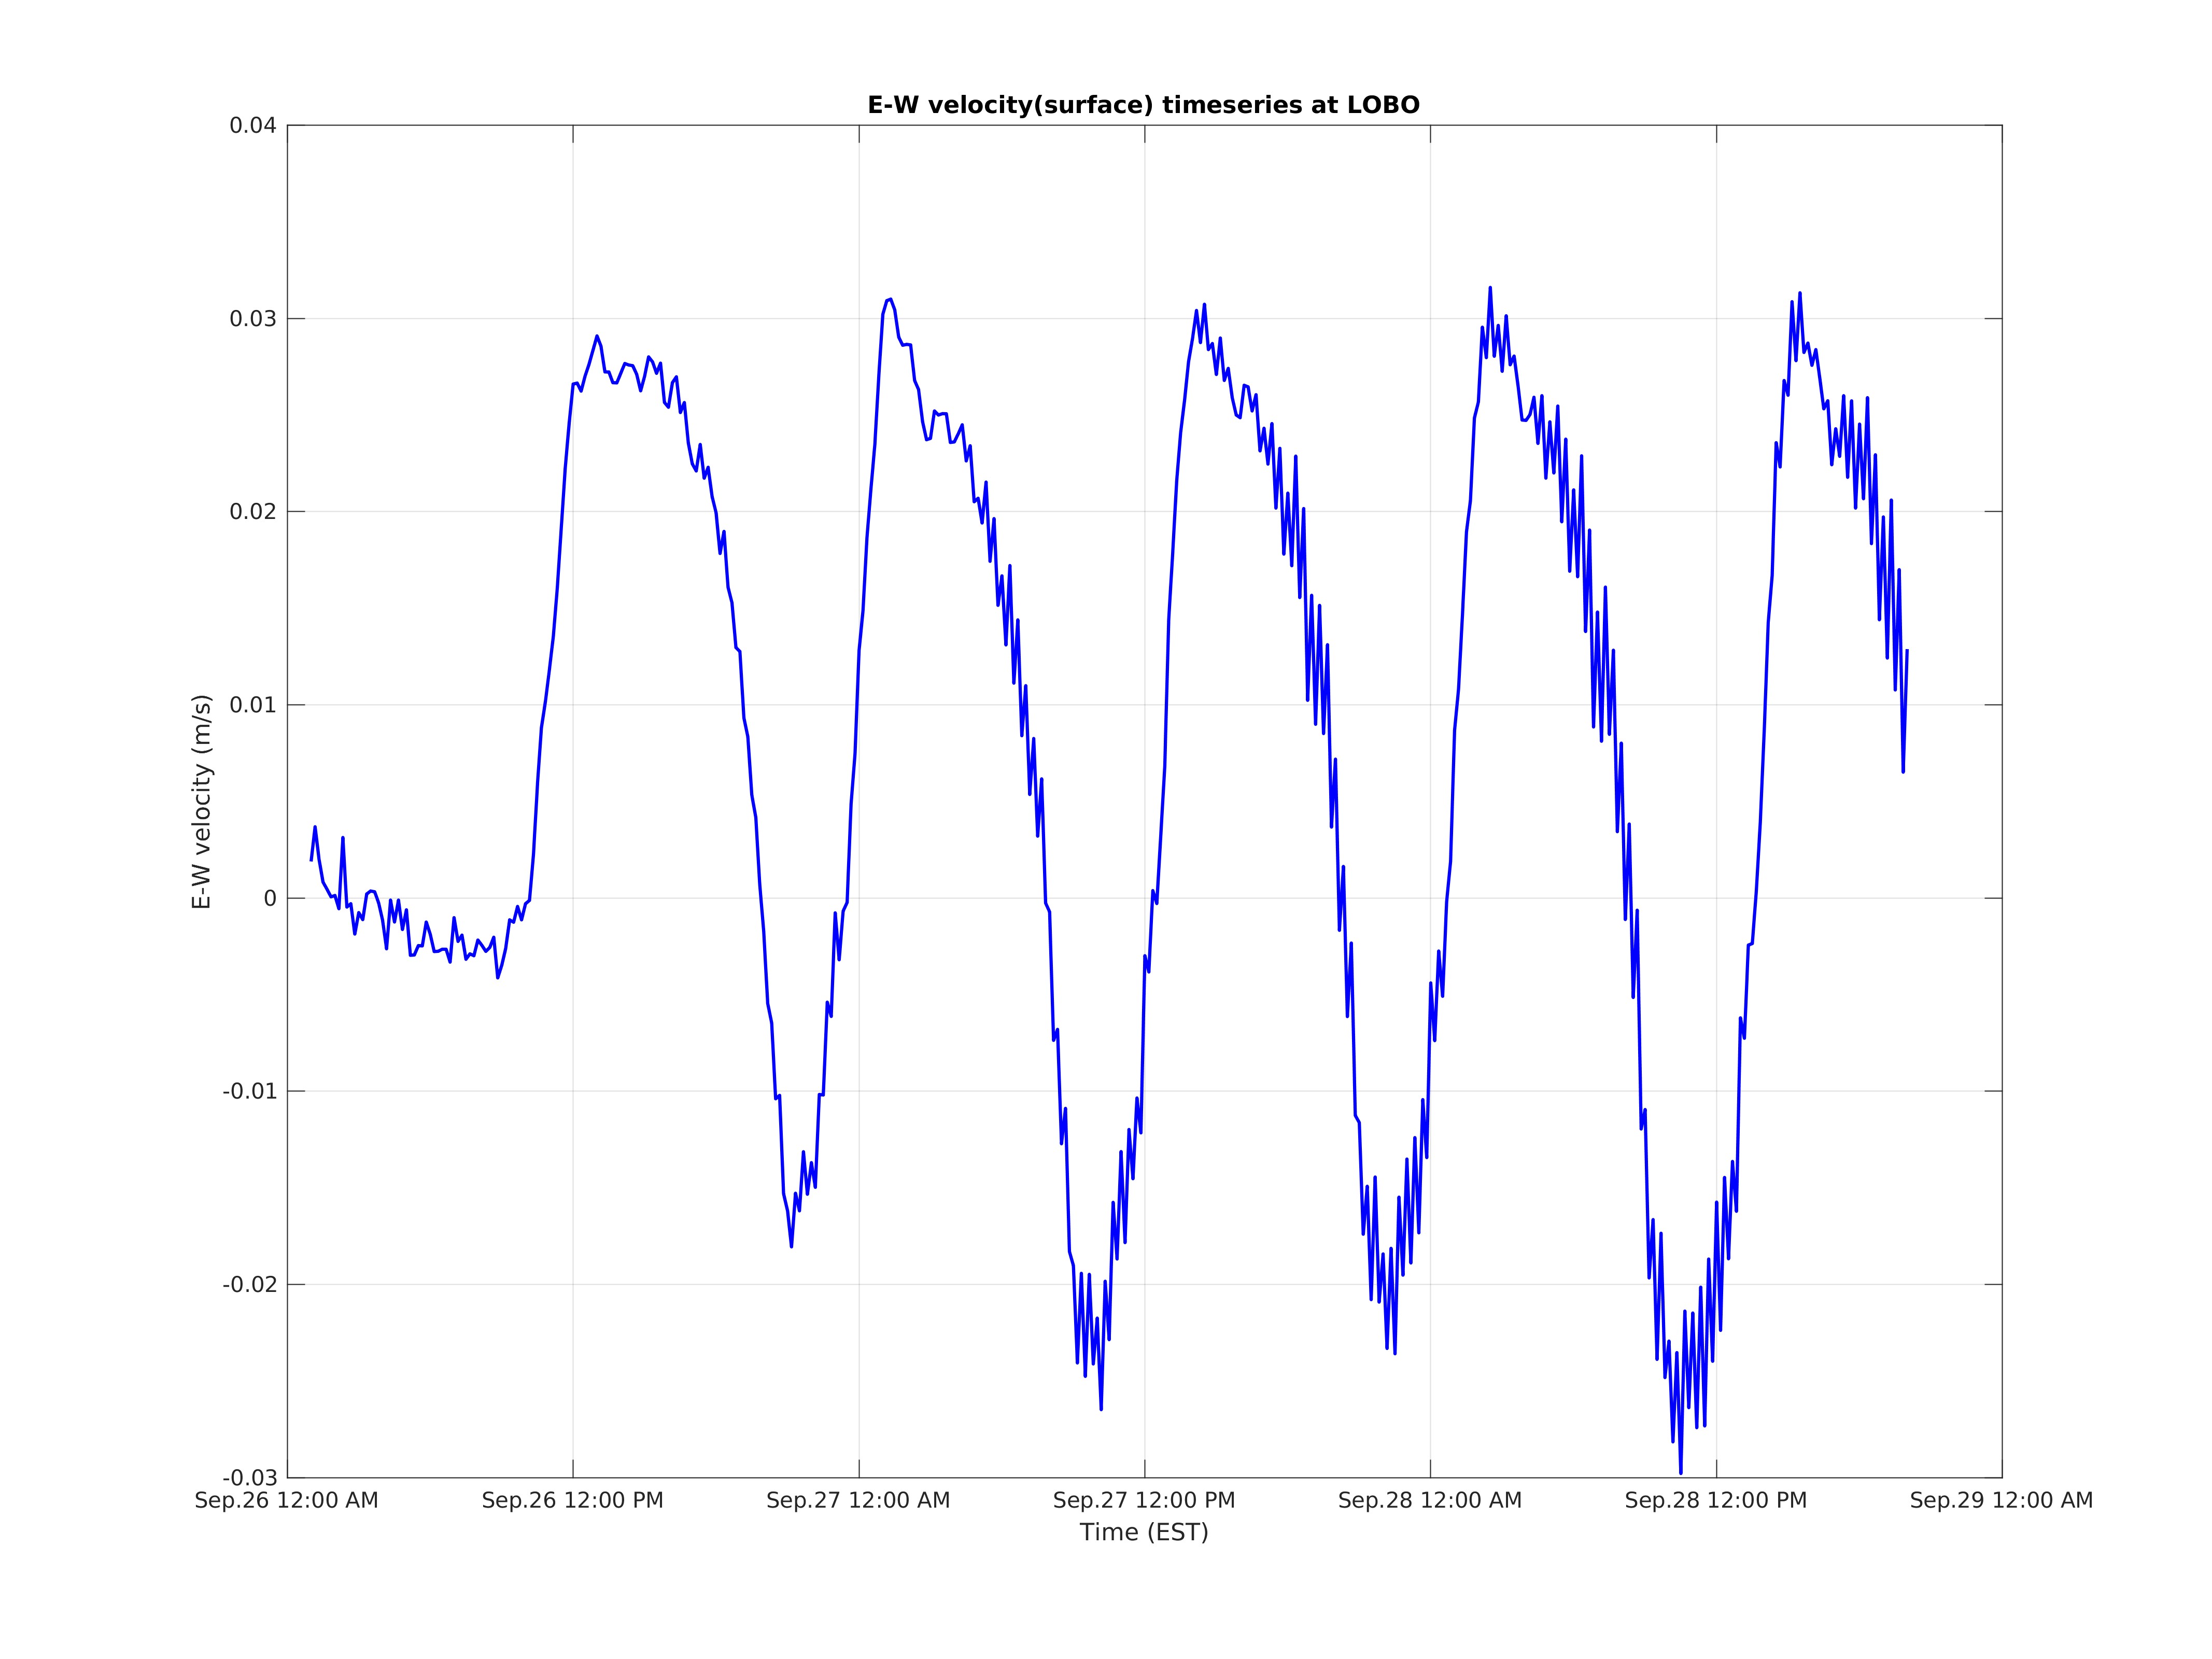 E-W velocity(surface) timeseries at LOBO
0.04
0.03
0.02
0.01
0
-0.01
-0.02
-0.03
E-W velocity (m/s)
Sep.26 12:00 AM
Sep.26 12:00 PM
Sep.27 12:00 AM
Sep.27 12:00 PM
Sep.28 12:00 AM
Sep.28 12:00 PM
Sep.29 12:00 AM
Time (EST)